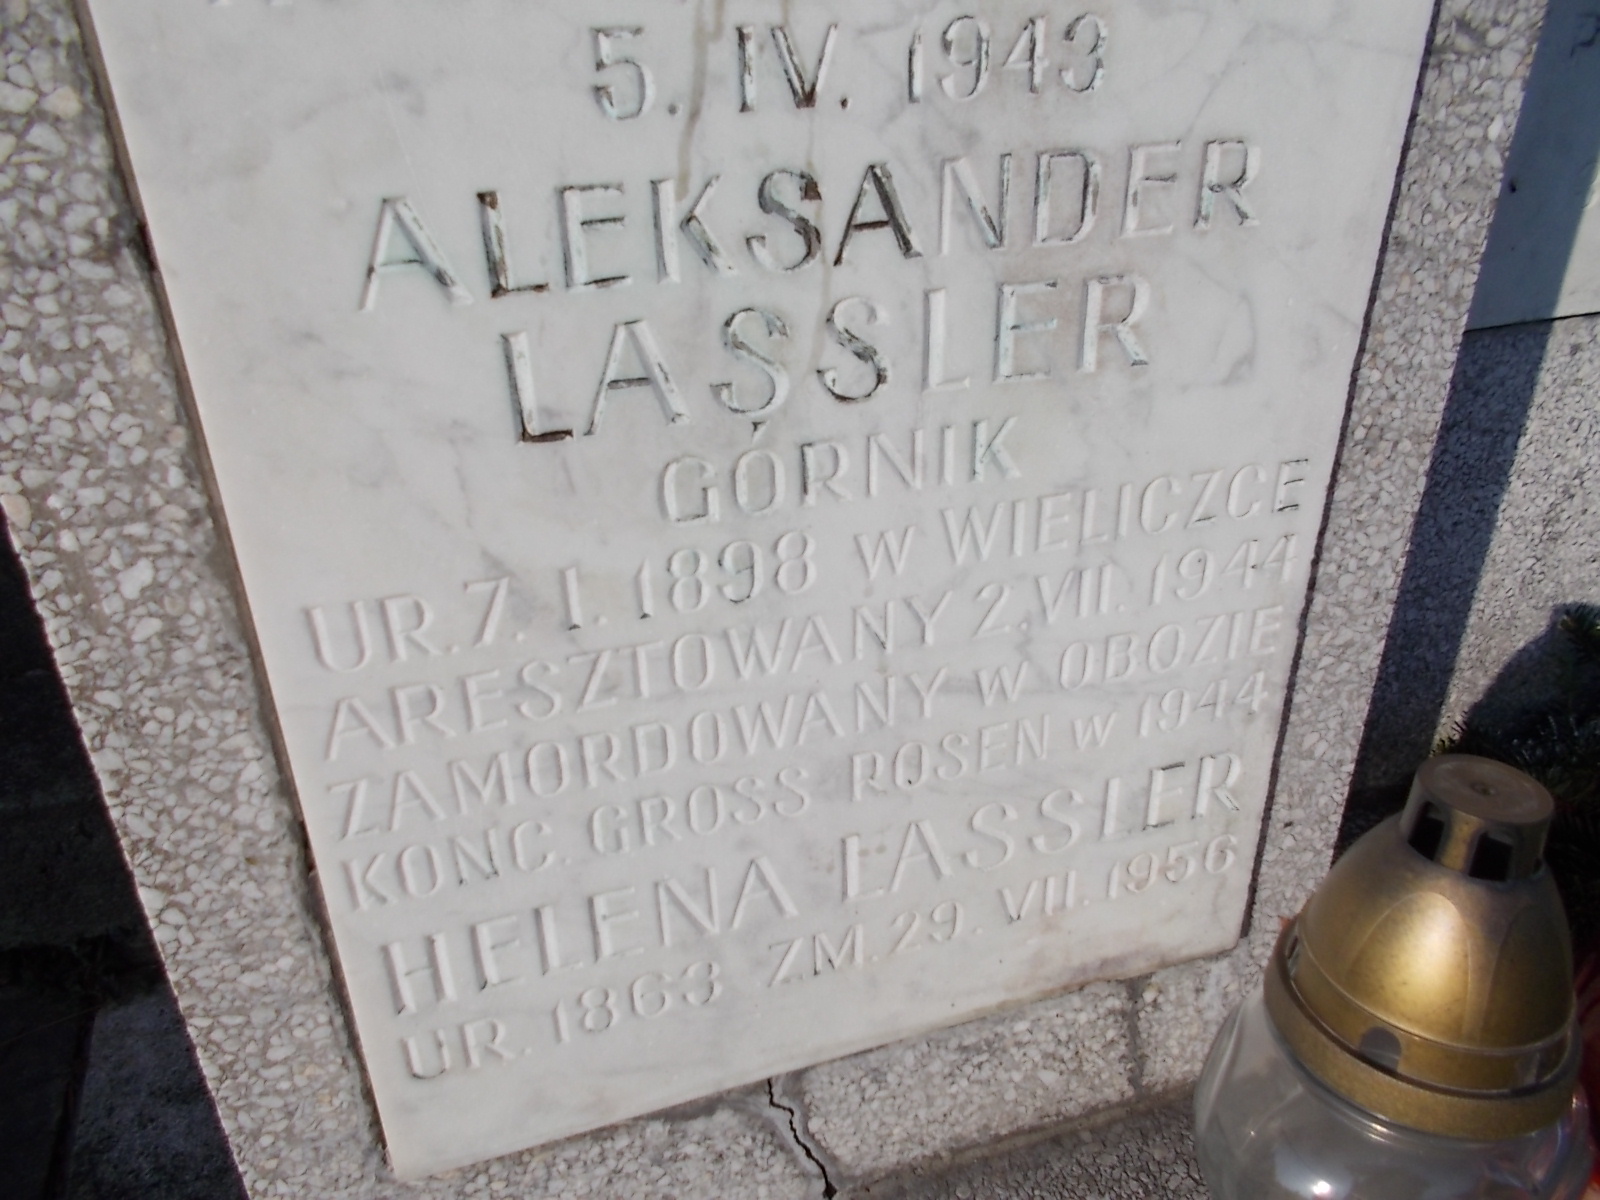 5. IV. 1943
ALEKSANDER
LASSLER
GÓRNIK
UR. 7. I. 1898 W WIELICZCE
ARESZTOWANY 2. VII. 1944
ZAMORDOWANY W OBOZIE
KONC. GROSS ROSEN W 1944
HELENA LASSLER
UR. 1863 ZM. 29. VII. 1956